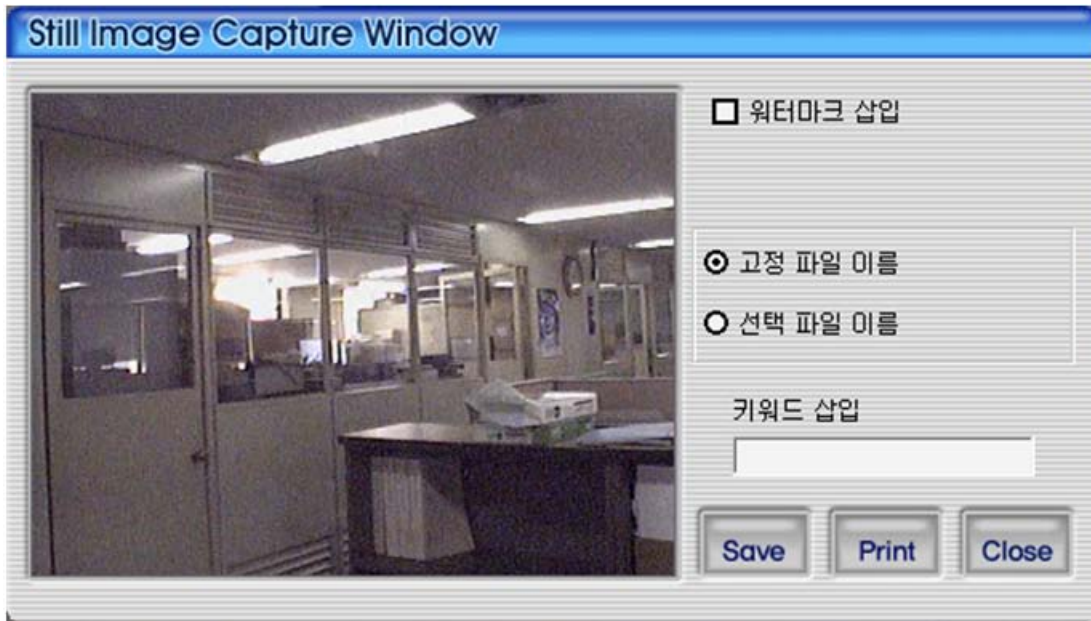 Still Image Capture Window
워터마크 삽입
고정 파일 이름
선택 파일 이름
키워드 삽입
Save
Print
Close